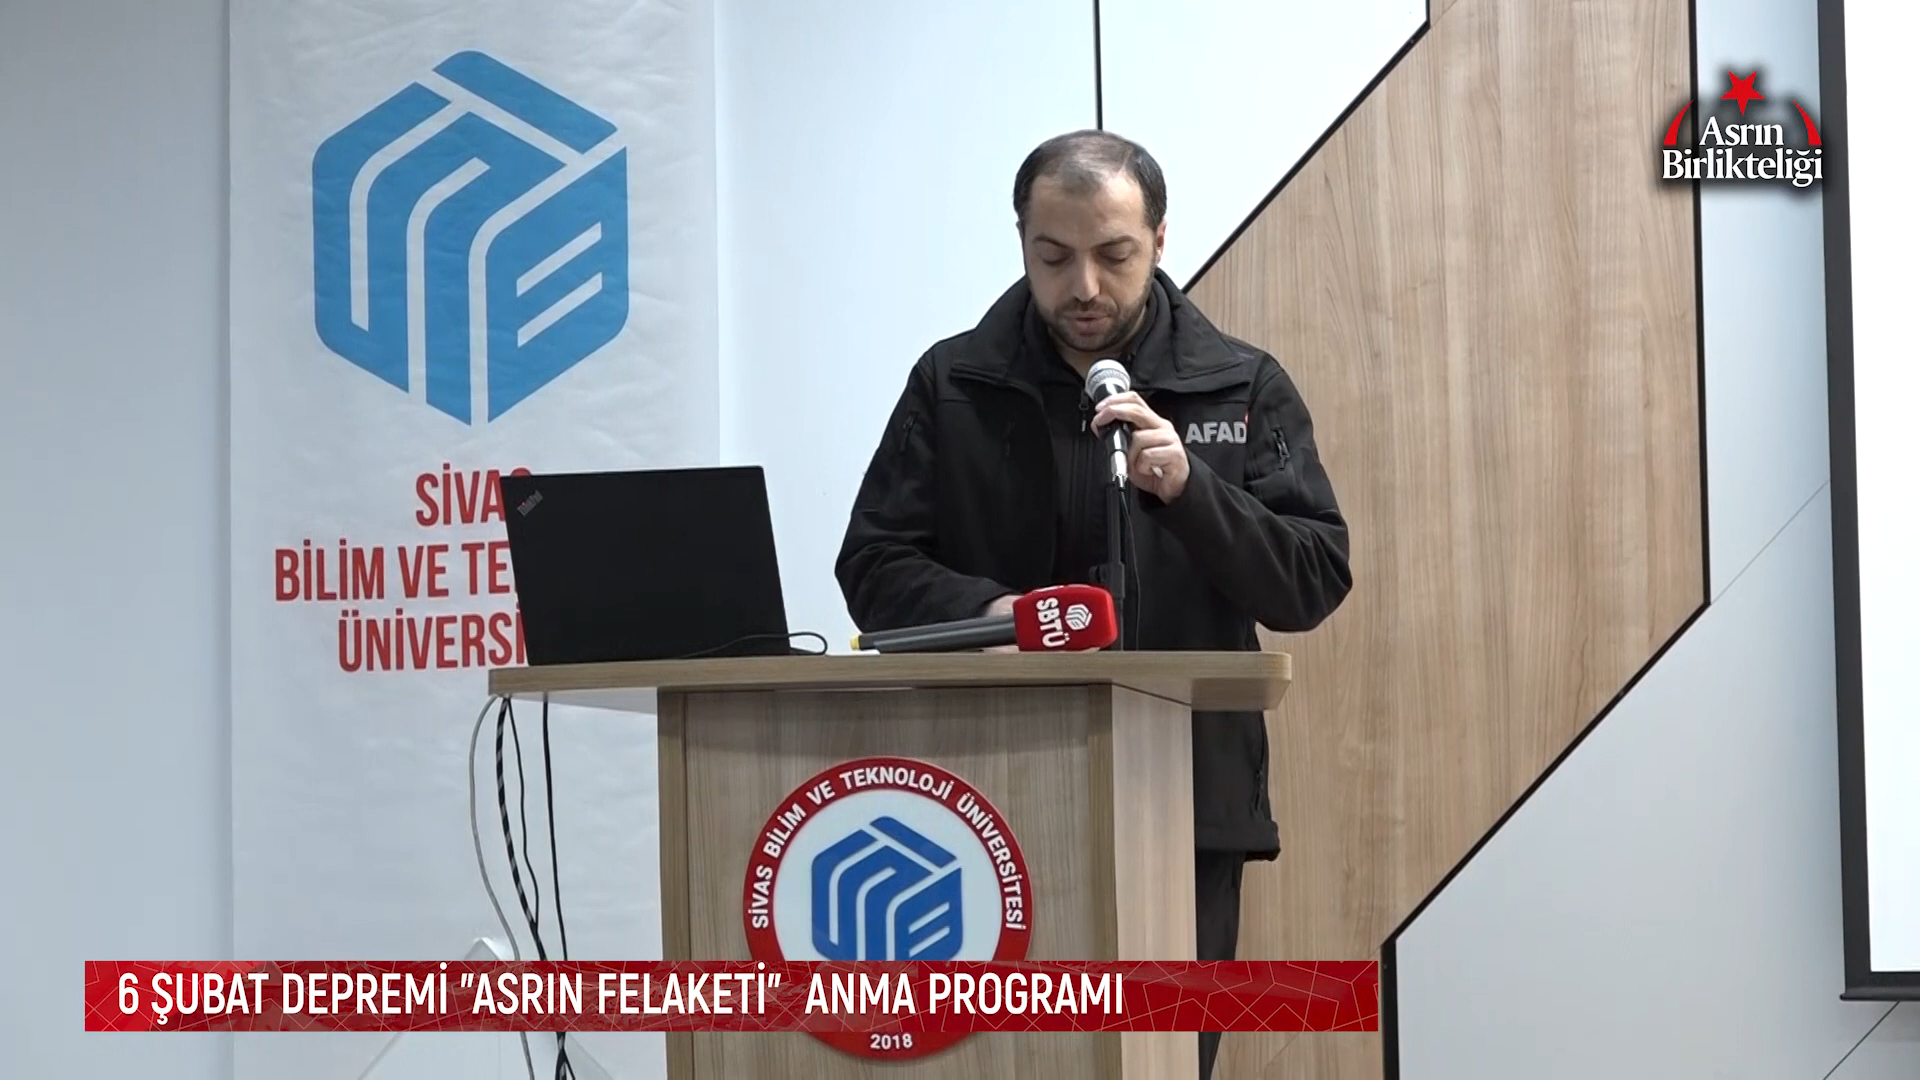 Asrın
Birlikteliği
SİVAS
BİLİM VE
ÜNİVERSİ
ThinkPad
AFAD
SBTÜ
SİVAS BİLİM VE TEKNOLOJİ ÜNİVERSİTESİ
6 ŞUBAT DEPREMİ "ASRIN FELAKETİ" ANMA PROGRAMI
2018